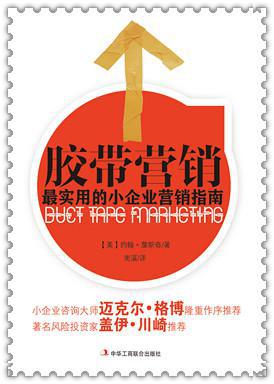 胶带营销
最实用的小企业营销指南
DUCT TAPE MARKETING
【美】约翰·詹斯奇/著
南溪/译
小企业咨询大师迈克尔·格博隆重作序推荐
著名风险投资家盖伊·川崎推荐
中华工商联合出版社